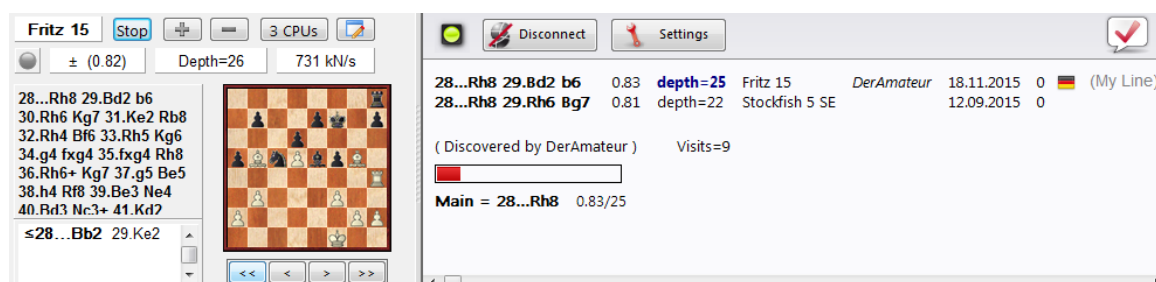 Fritz 15 Stop 3 CPUs
± (0.82) Depth=26 731 kN/s
28...Rh8 29.Bd2 b6
30.Rh6 Kg7 31.Ke2 Rb8
32.Rh4 Bf6 33.Rh5 Kg6
34.g4 fxg4 35.fxg4 Rh8
36.Rh6+ Kg7 37.g5 Be5
38.h4 Rf8 39.Be3 Ne4
40.Bd3 Nc3+ 41.Kd2
≤28...Bb2 29.Ke2
<< < > >>
Disconnect Settings
28...Rh8 29.Bd2 b6 0.83 depth=25 Fritz 15 DerAmateur 18.11.2015 0 (My Line)
28...Rh8 29.Rh6 Bg7 0.81 depth=22 Stockfish 5 SE 12.09.2015 0
( Discovered by DerAmateur ) Visits=9
Main = 28...Rh8 0.83/25